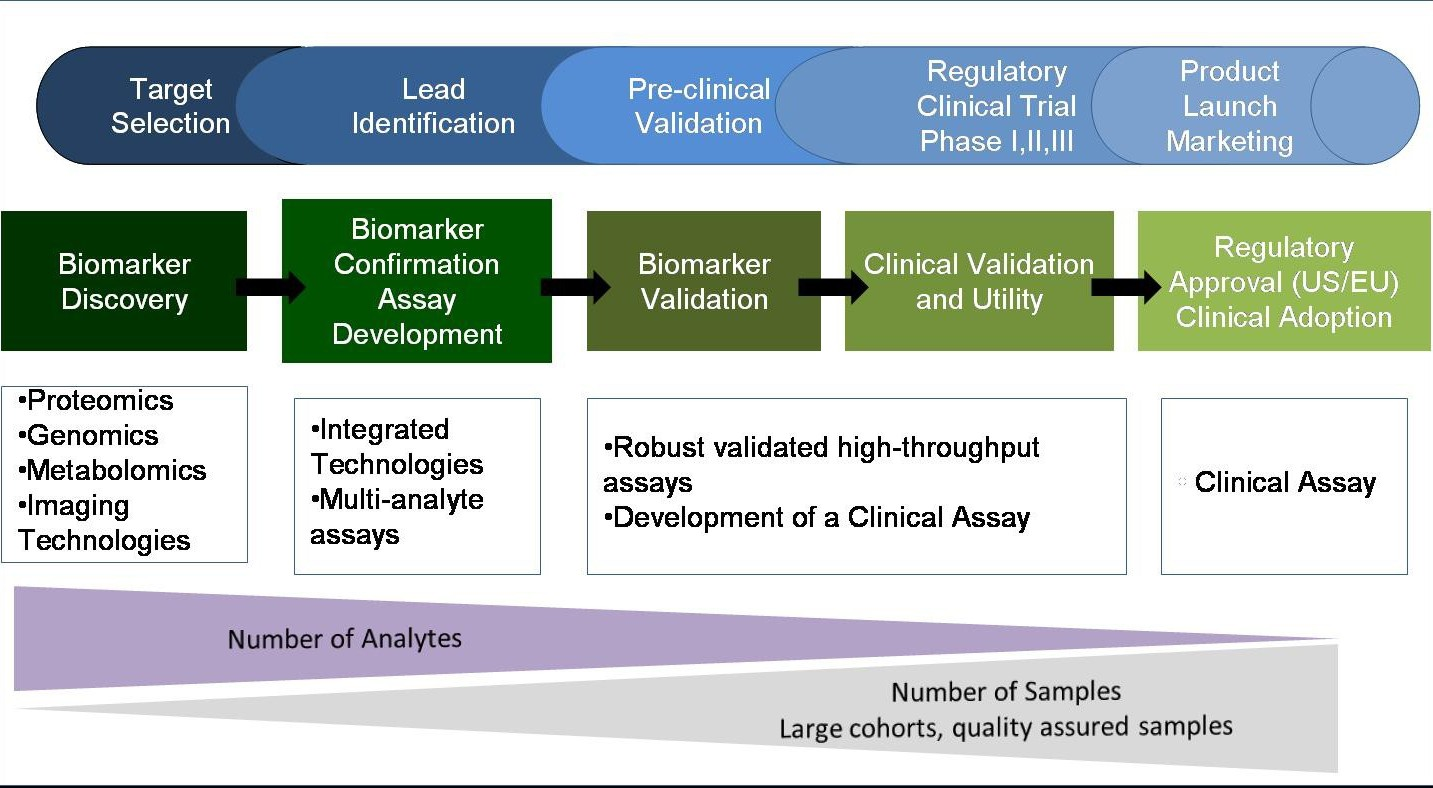 Target
Selection
Lead
Identification
Pre-clinical
Validation
Regulatory
Clinical Trial
Phase I,II,III
Product
Launch
Marketing
Biomarker
Discovery
Biomarker
Confirmation
Assay
Development
Biomarker
Validation
Clinical Validation
and Utility
Regulatory
Approval (US/EU)
Clinical Adoption
•Proteomics
•Genomics
•Metabolomics
•Imaging
Technologies
•Integrated
Technologies
•Multi-analyte
assays
•Robust validated high-throughput
assays
•Development of a Clinical Assay
Clinical Assay
Number of Analytes
Number of Samples
Large cohorts, quality assured samples